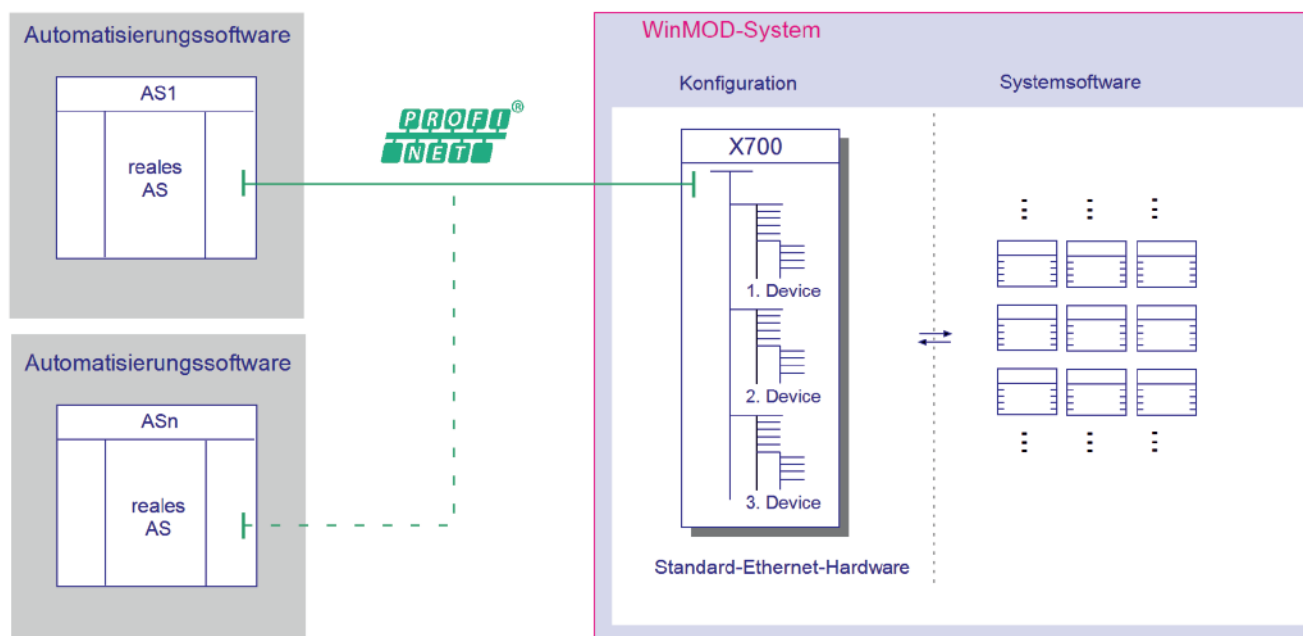 Automatisierungssoftware
AS1
reales
AS
PROFI
NET®
Automatisierungssoftware
ASn
reales
AS
WinMOD-System
Konfiguration
Systemsoftware
X700
1. Device
2. Device
3. Device
Standard-Ethernet-Hardware